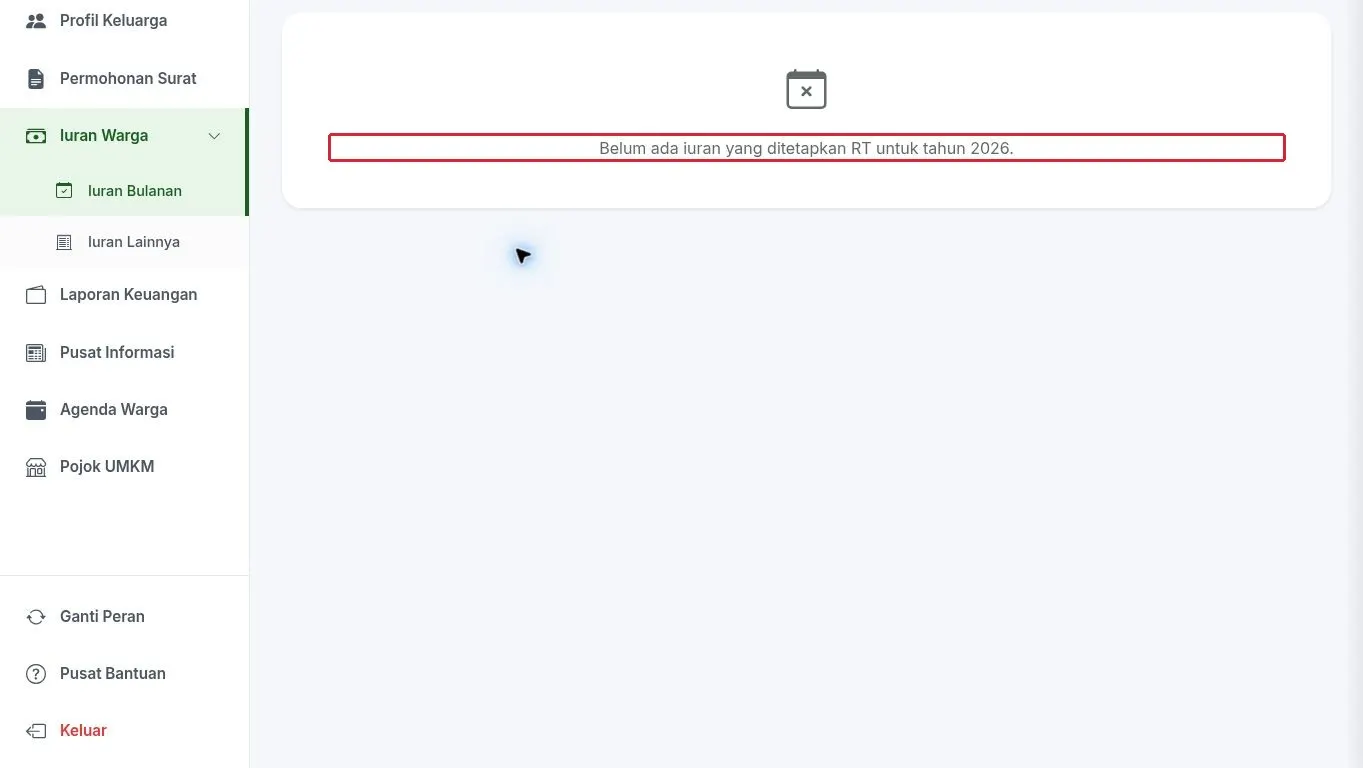 Profil Keluarga
Permohonan Surat
Iuran Warga
Iuran Bulanan
Iuran Lainnya
Laporan Keuangan
Pusat Informasi
Agenda Warga
Pojok UMKM
Ganti Peran
Pusat Bantuan
Keluar
Belum ada iuran yang ditetapkan RT untuk tahun 2026.